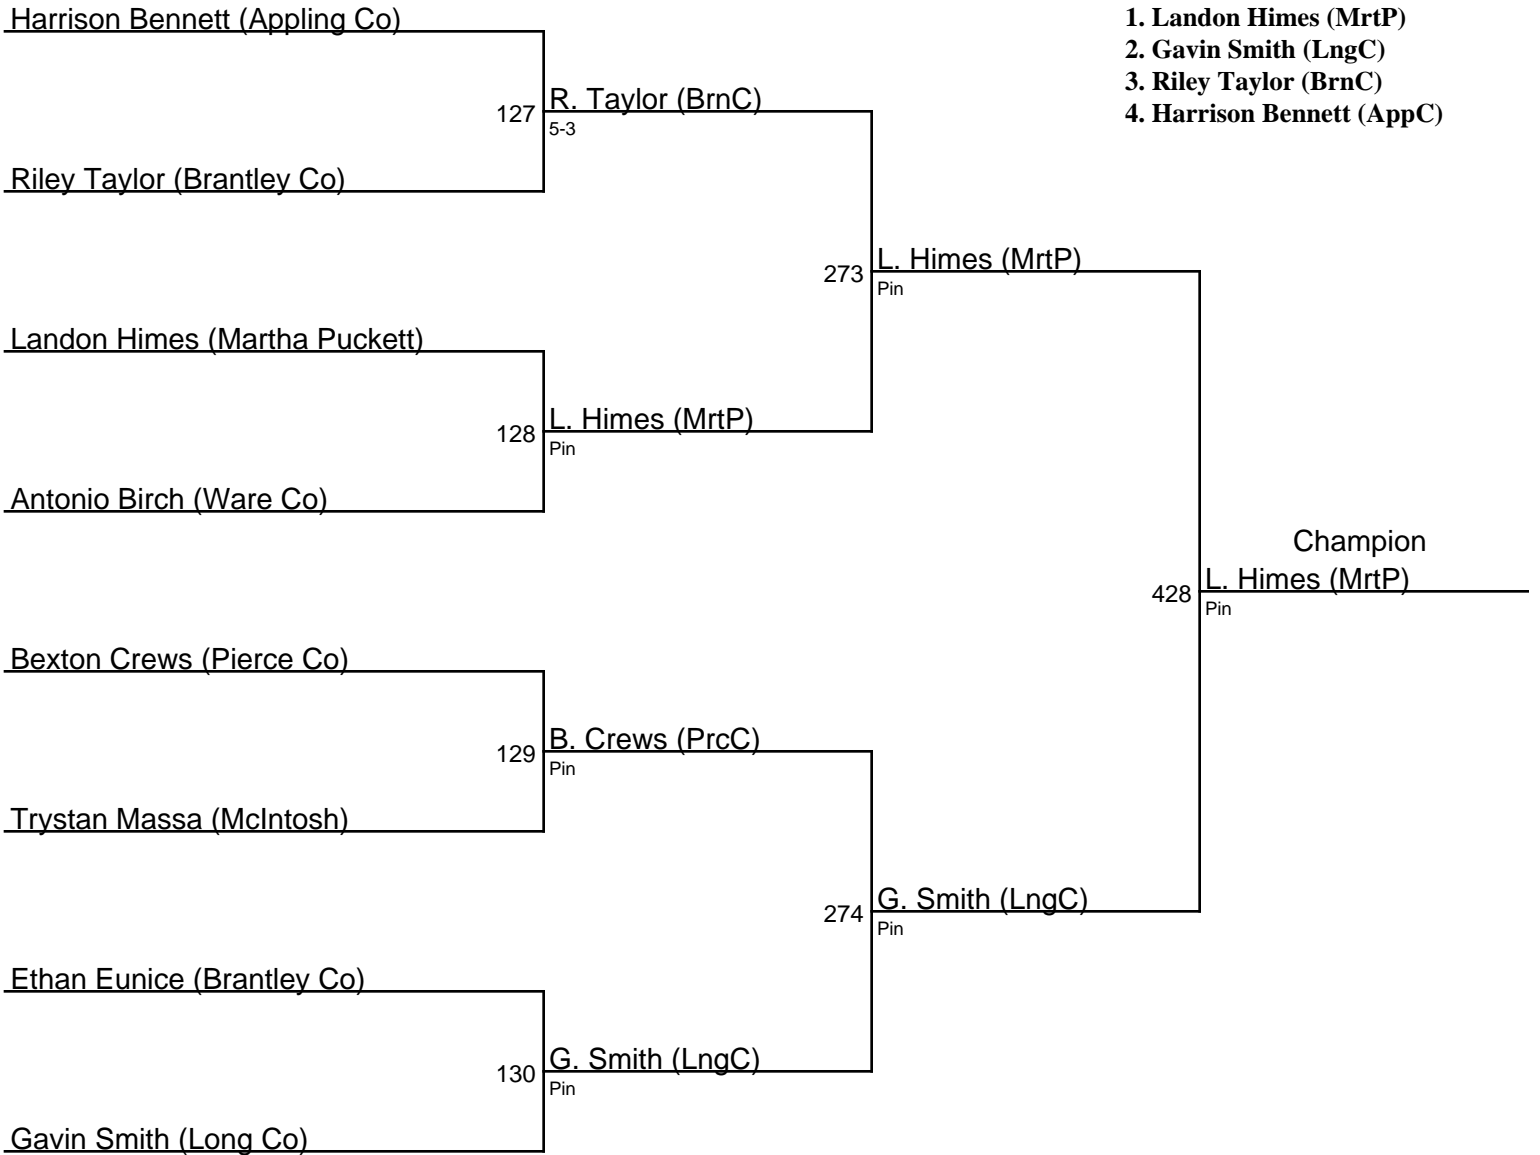 Harrison Bennett (Appling Co)
1. Landon Himes (MrtP)
2. Gavin Smith (LngC)
3. Riley Taylor (BrnC)
4. Harrison Bennett (AppC)
127
R. Taylor (BrnC)
5-3
Riley Taylor (Brantley Co)
273
L. Himes (MrtP)
Pin
Landon Himes (Martha Puckett)
128
L. Himes (MrtP)
Pin
Antonio Birch (Ware Co)
Champion
428
L. Himes (MrtP)
Pin
Bexton Crews (Pierce Co)
129
B. Crews (PrcC)
Pin
Trystan Massa (McIntosh)
274
G. Smith (LngC)
Pin
Ethan Eunice (Brantley Co)
130
G. Smith (LngC)
Pin
Gavin Smith (Long Co)